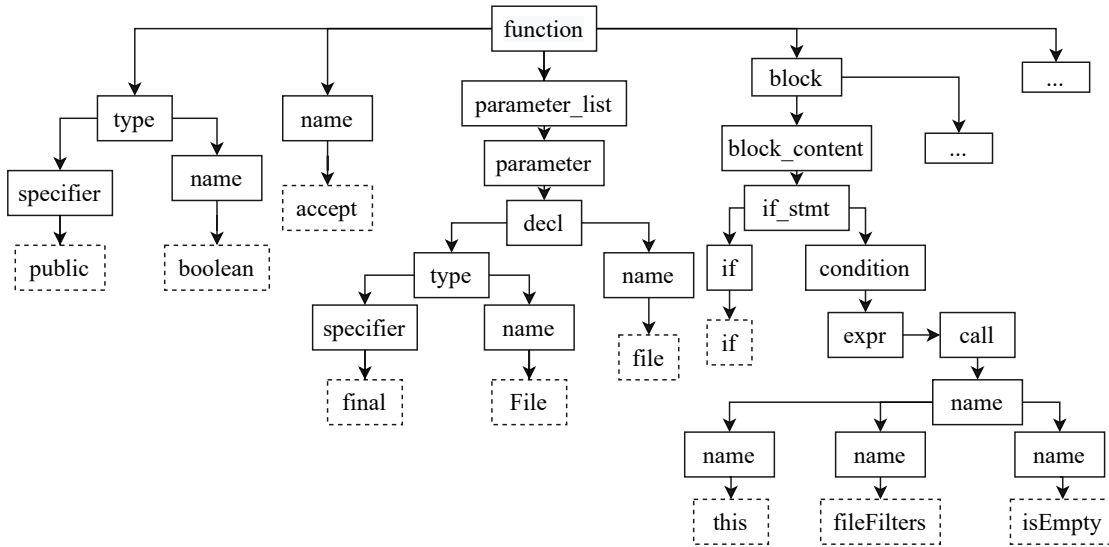 function
block
...
type
name
parameter_list
block_content
...
specifier
name
accept
parameter
if_stmt
public
boolean
decl
if
condition
type
name
specifier
name
file
if
expr
call
final
File
name
name
name
name
this
fileFilters
isEmpty